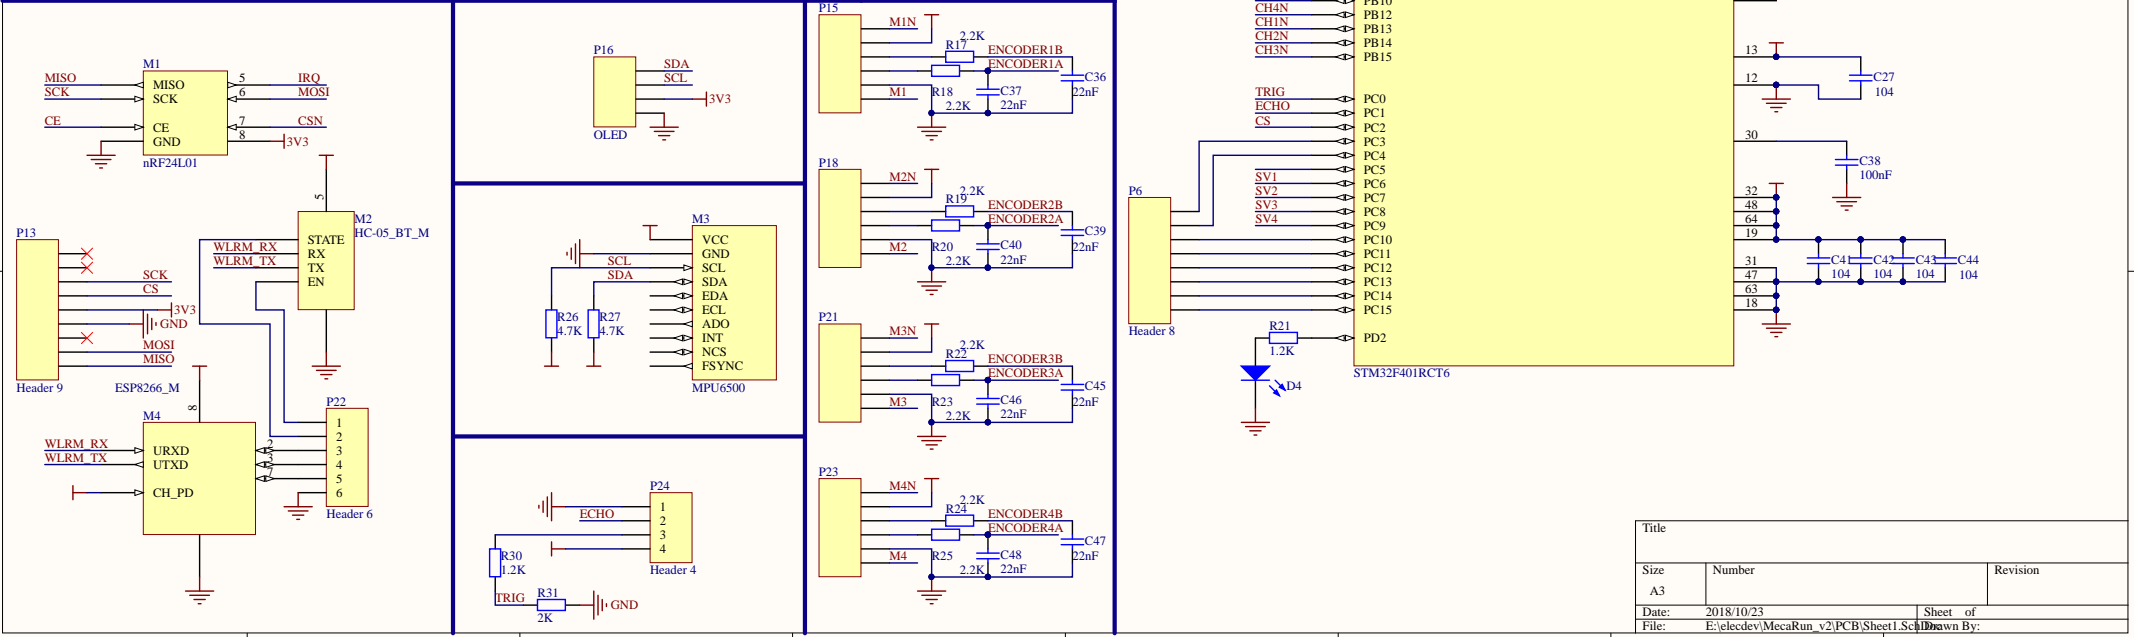 M1
MISO
SCK
CE
MISO
SCK
CE
GND
5
6
7
8
IRQ
MOSI
CSN
3V3
nRF24L01
5
M2
HC-05_BT_M
STATE
RX
TX
EN
WLRM_RX
WLRM_TX
P13
SCK
CS
3V3
GND
MOSI
MISO
Header 9
ESP8266_M
8
M4
WLRM_RX
WLRM_TX
URXD
UTXD
CH_PD
2
3
7
P22
1
2
3
4
5
6
Header 6
P16
SDA
SCL
3V3
OLED
M3
VCC
GND
SCL
SDA
EDA
ECL
ADO
INT
NCS
FSYNC
MPU6500
SCL
SDA
R26
4.7K
R27
4.7K
P24
1
2
3
4
Header 4
ECHO
R30
1.2K
TRIG
R31
2K
GND
P15
M1N
2.2K
R17
ENCODER1B
ENCODER1A
C36
22nF
C37
22nF
R18
2.2K
M1
P18
M2N
2.2K
R19
ENCODER2B
ENCODER2A
C39
22nF
C40
22nF
R20
2.2K
M2
P21
M3N
2.2K
R22
ENCODER3B
ENCODER3A
C45
22nF
C46
22nF
R23
2.2K
M3
P23
M4N
2.2K
R24
ENCODER4B
ENCODER4A
C47
22nF
C48
22nF
R25
2.2K
M4
CH4N
CH1N
CH2N
CH3N
TRIG
ECHO
CS
SV1
SV2
SV3
SV4
PB10
PB12
PB13
PB14
PB15
PC0
PC1
PC2
PC3
PC4
PC5
PC6
PC7
PC8
PC9
PC10
PC11
PC12
PC13
PC14
PC15
PD2
STM32F401RCT6
P6
Header 8
R21
1.2K
D4
13
12
30
32
48
64
19
31
47
63
18
C27
104
C38
100nF
C41
104
C42
104
C43
104
C44
104
Title
Size
A3
Number
Revision
Date:
2018/10/23
Sheet of
File:
E:\elecdev\MecaRun_v2\PCB\Sheet1.SchDoc
Drawn By: